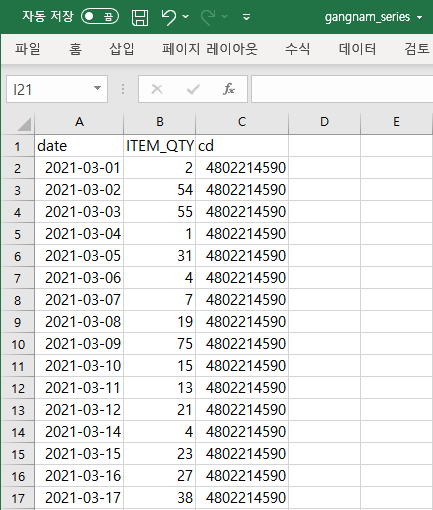 자동 저장 끔 gangnam_series
파일 홈 삽입 페이지 레이아웃 수식 데이터 검토
I21 fx
A B C D E
1 date ITEM_QTY cd
2 2021-03-01 2 4802214590
3 2021-03-02 54 4802214590
4 2021-03-03 55 4802214590
5 2021-03-04 1 4802214590
6 2021-03-05 31 4802214590
7 2021-03-06 4 4802214590
8 2021-03-07 7 4802214590
9 2021-03-08 19 4802214590
10 2021-03-09 75 4802214590
11 2021-03-10 15 4802214590
12 2021-03-11 13 4802214590
13 2021-03-12 21 4802214590
14 2021-03-14 4 4802214590
15 2021-03-15 23 4802214590
16 2021-03-16 27 4802214590
17 2021-03-17 38 4802214590